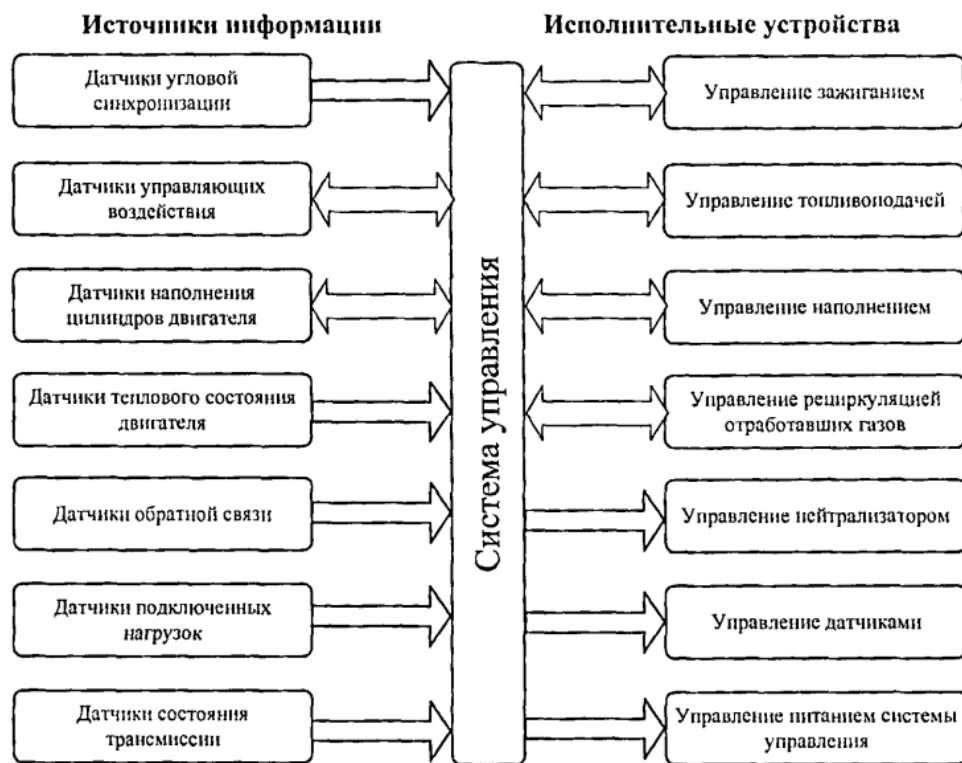 Источники информации
Исполнительные устройства
Датчики угловой
синхронизации
Датчики управляющих
воздействия
Датчики наполнения
цилиндров двигателя
Датчики теплового состояния
двигателя
Датчики обратной связи
Датчики подключенных
нагрузок
Датчики состояния
трансмиссии
Система управления
Управление зажиганием
Управление топливоподачей
Управление наполнением
Управление рециркуляцией
отработавших газов
Управление нейтрализатором
Управление датчиками
Управление питанием системы
управления